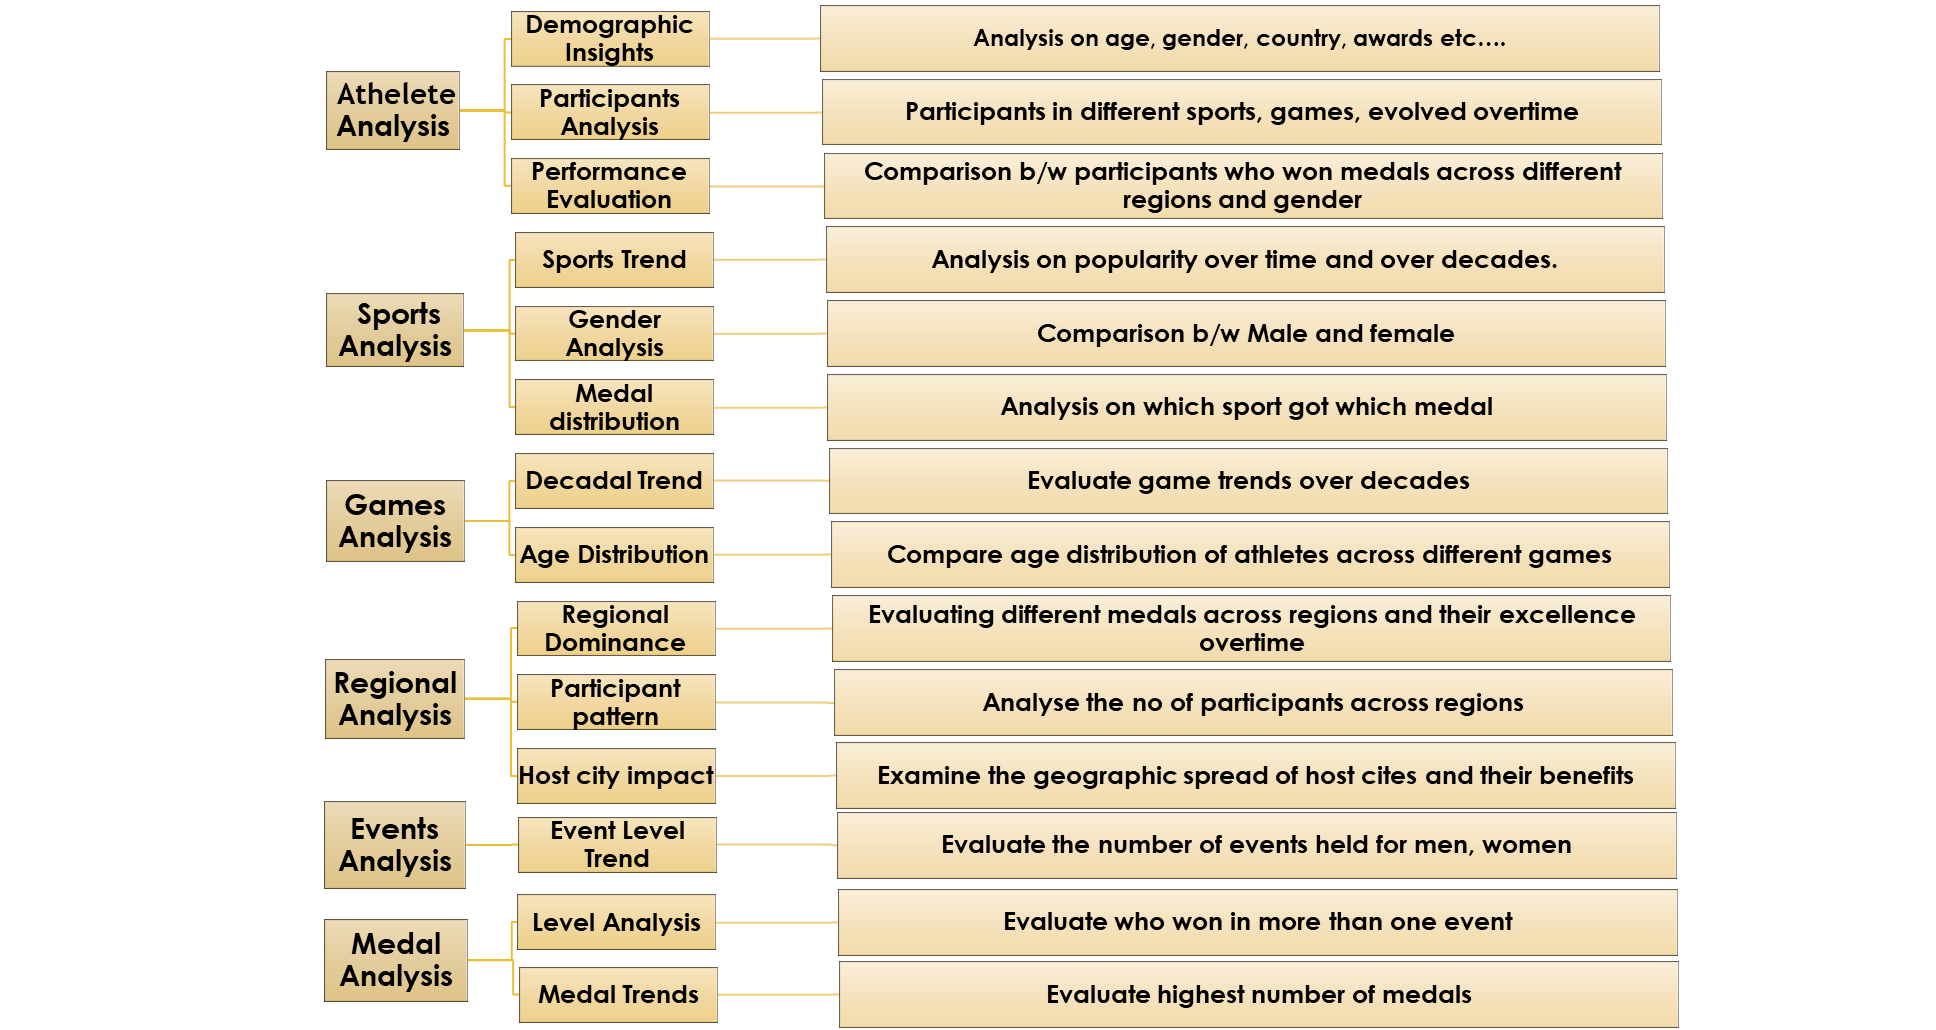 Athelete
Analysis
Demographic
Insights
Analysis on age, gender, country, awards etc....
Participants
Analysis
Participants in different sports, games, evolved overtime
Performance
Evaluation
Comparison b/w participants who won medals across different
regions and gender
Sports
Analysis
Sports Trend
Analysis on popularity over time and over decades.
Gender
Analysis
Comparison b/w Male and female
Medal
distribution
Analysis on which sport got which medal
Games
Analysis
Decadal Trend
Evaluate game trends over decades
Age Distribution
Compare age distribution of athletes across different games
Regional
Analysis
Regional
Dominance
Evaluating different medals across regions and their excellence
overtime
Participant
pattern
Analyse the no of participants across regions
Host city impact
Examine the geographic spread of host cites and their benefits
Events
Analysis
Event Level
Trend
Evaluate the number of events held for men, women
Medal
Analysis
Level Analysis
Evaluate who won in more than one event
Medal Trends
Evaluate highest number of medals